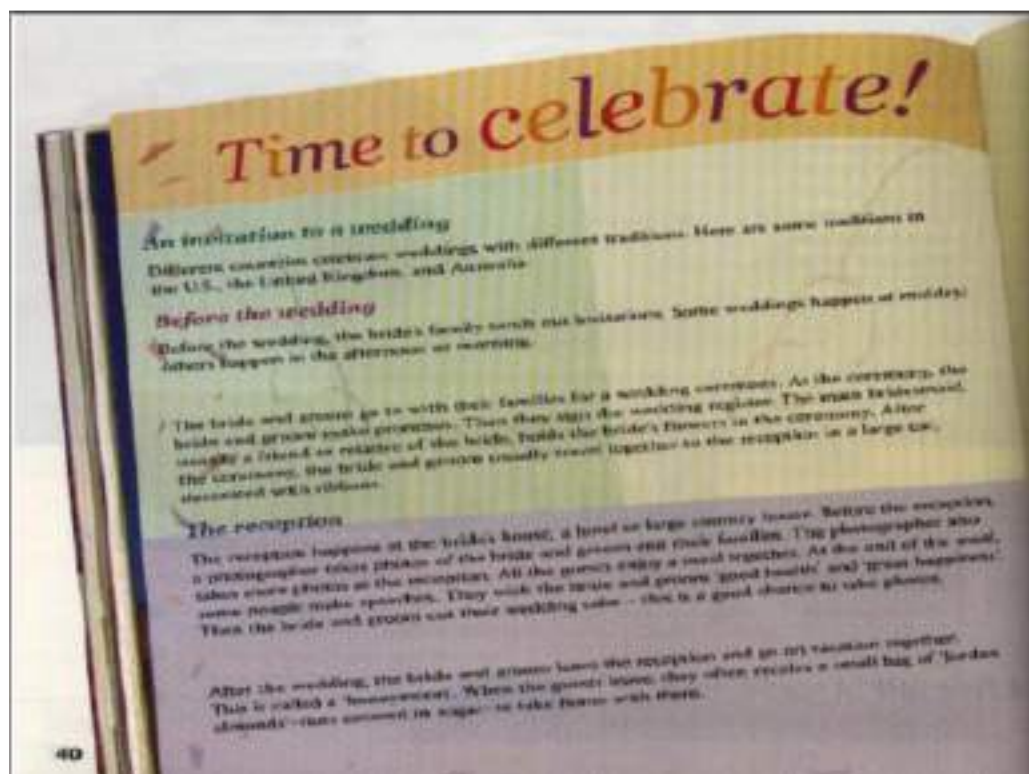 Time to celebrate!
An invitation to a wedding
Different countries celebrate weddings with different traditions. Here are some traditions in
the U.S., the United Kingdom, and Australia.
Before the wedding
Before the wedding, the bride's family sends out invitations. Some weddings happen at midday;
others happen in the afternoon or morning.
The bride and groom go to with their families for a wedding ceremony. At the ceremony, the
bride and groom make promises. Then they sign the wedding register. The main bridesmaid,
usually a friend or relative of the bride, holds the bride's flowers in the ceremony. After
the ceremony, the bride and groom usually travel together to the reception in a large car,
decorated with ribbons.
The reception
The reception happens at the bride's house, a hotel or large country house. Before the reception,
a photographer takes photos of the bride and groom and their families. The photographer also
takes more photos at the reception. All the guests enjoy a meal together. At the end of the meal,
some people make speeches. They wish the bride and groom 'good health' and 'great happiness'.
Then the bride and groom cut their wedding cake - this is a good chance to take photos.
After the wedding, the bride and groom leave the reception and go on vacation together.
This is called a 'honeymoon'. When the guests leave, they often receive a small bag of 'Jordan
almonds' -nuts covered in sugar- to take home with them.
40